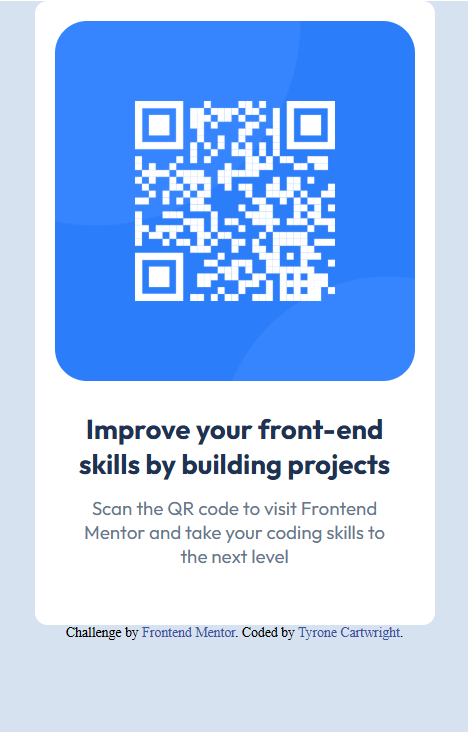 Improve your front-end
skills by building projects
Scan the QR code to visit Frontend
Mentor and take your coding skills to
the next level
Challenge by Frontend Mentor. Coded by Tyrone Cartwright.